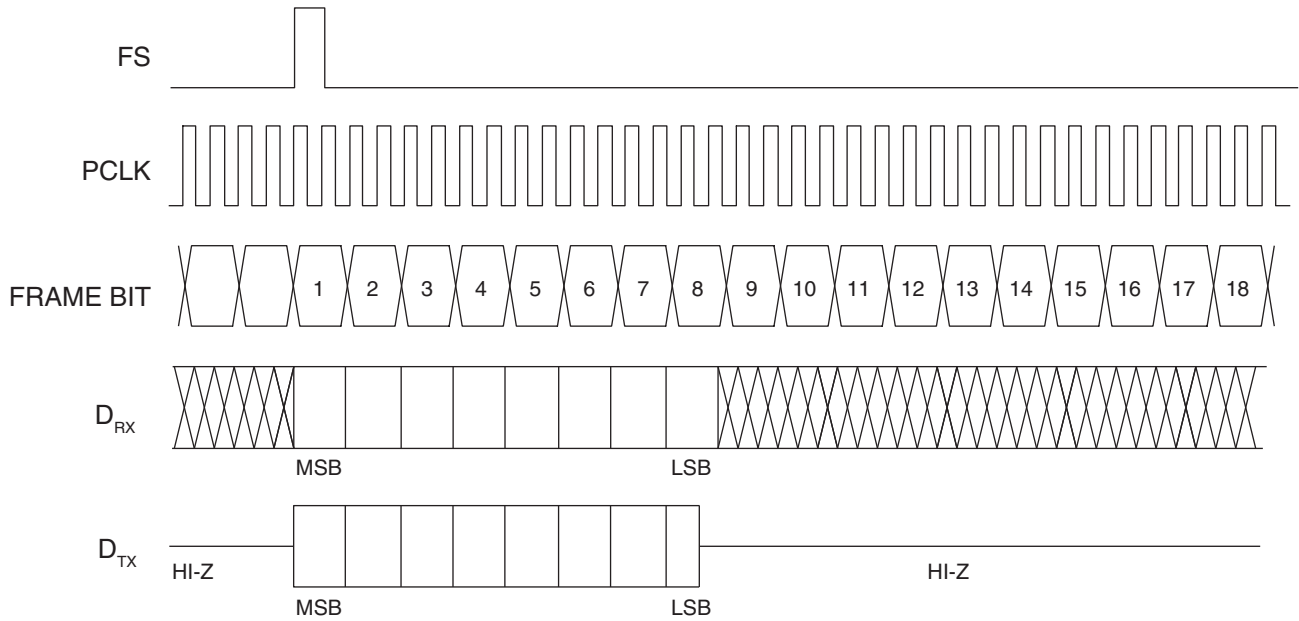 FS
PCLK
FRAME BIT 1 2 3 4 5 6 7 8 9 10 11 12 13 14 15 16 17 18
DRX
MSB LSB
DTX
HI-Z HI-Z
MSB LSB